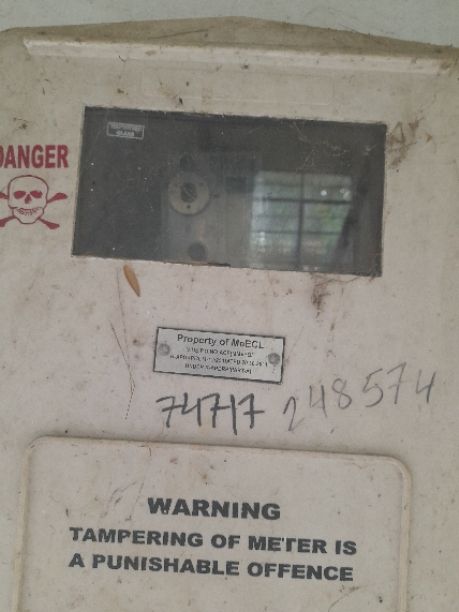 DANGER
Property of MeECL
74717 248574
WARNING
TAMPERING OF METER IS
A PUNISHABLE OFFENCE